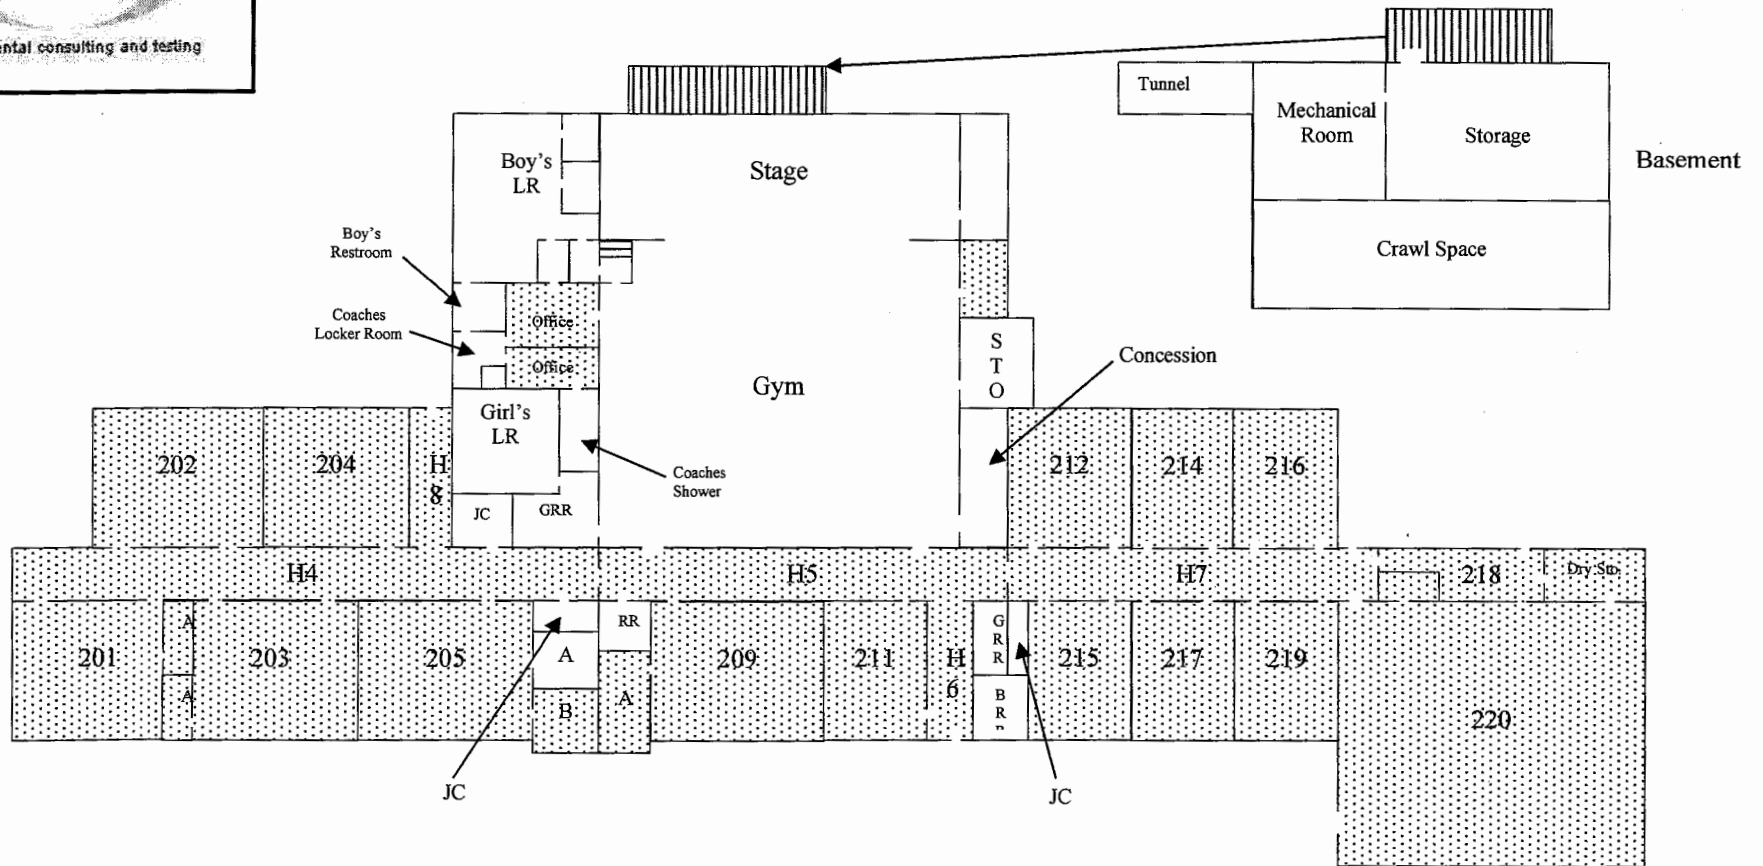 ental consulting and testing
Tunnel
Mechanical
Room
Storage
Basement
Crawl Space
Boy's
LR
Stage
Boy's
Restroom
Office
Coaches
Locker Room
Office
S
T
O
Concession
Gym
Girl's
LR
202
204
H
8
Coaches
Shower
212
214
216
JC
GRR
H4
H5
H7
218
Dry Sto.
A
RR
G
R
R
201
203
205
A
209
211
H
6
215
217
219
A
B
A
B
R
220
JC
JC